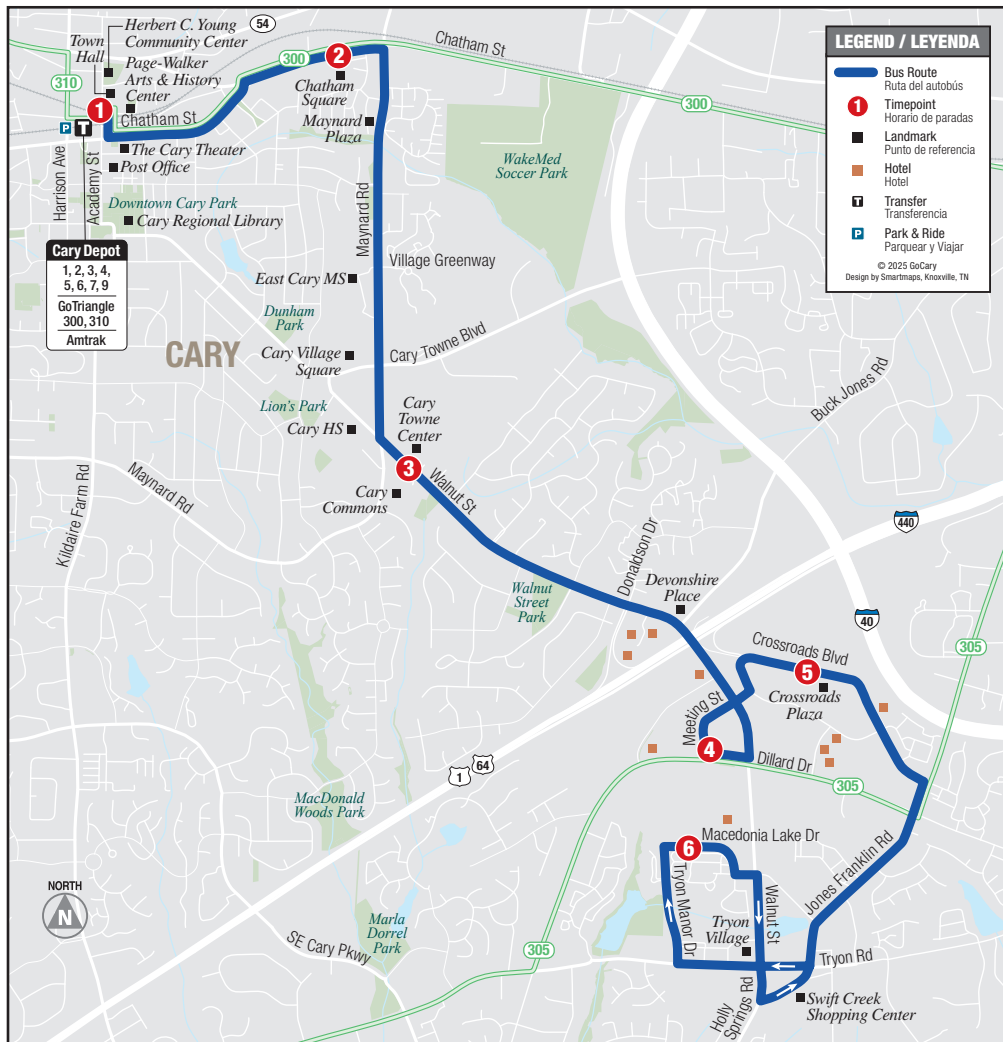 Herbert C. Young
Community Center
54
Town
Hall
Page-Walker
Arts & History
Center
310
1
P
T
Chatham St
300
2
Chatham St
Chatham
Square
Maynard
Plaza
300
The Cary Theater
Post Office
Harrison Ave
Academy St
Downtown Cary Park
Cary Regional Library
WakeMed
Soccer Park
Maynard Rd
Village Greenway
Cary Depot
1, 2, 3, 4,
5, 6, 7, 9
GoTriangle
300, 310
Amtrak
East Cary MS
Dunham
Park
CARY
Cary Village
Square
Cary Towne Blvd
Lion's Park
Cary HS
Cary
Towne
Center
3
Walnut St
Cary
Commons
Buck Jones Rd
Maynard Rd
Kildaire Farm Rd
440
Donaldson Dr
Devonshire
Place
Walnut
Street
Park
40
305
Crossroads Blvd
5
Crossroads
Plaza
Meeting St
4
Dillard Dr
305
1
64
MacDonald
Woods Park
Macedonia Lake Dr
6
Jones Franklin Rd
Tryon Manor Dr
Walnut St
Tryon
Village
Tryon Rd
NORTH
N
Marla
Dorrel
Park
SE Cary Pkwy
305
Holly
Springs Rd
Swift Creek
Shopping Center
LEGEND / LEYENDA
Bus Route
Ruta del autobús
1
Timepoint
Horario de paradas
Landmark
Punto de referencia
Hotel
Hotel
T
Transfer
Transferencia
P
Park & Ride
Parquear y Viajar
© 2025 GoCary
Design by Smartmaps, Knoxville, TN